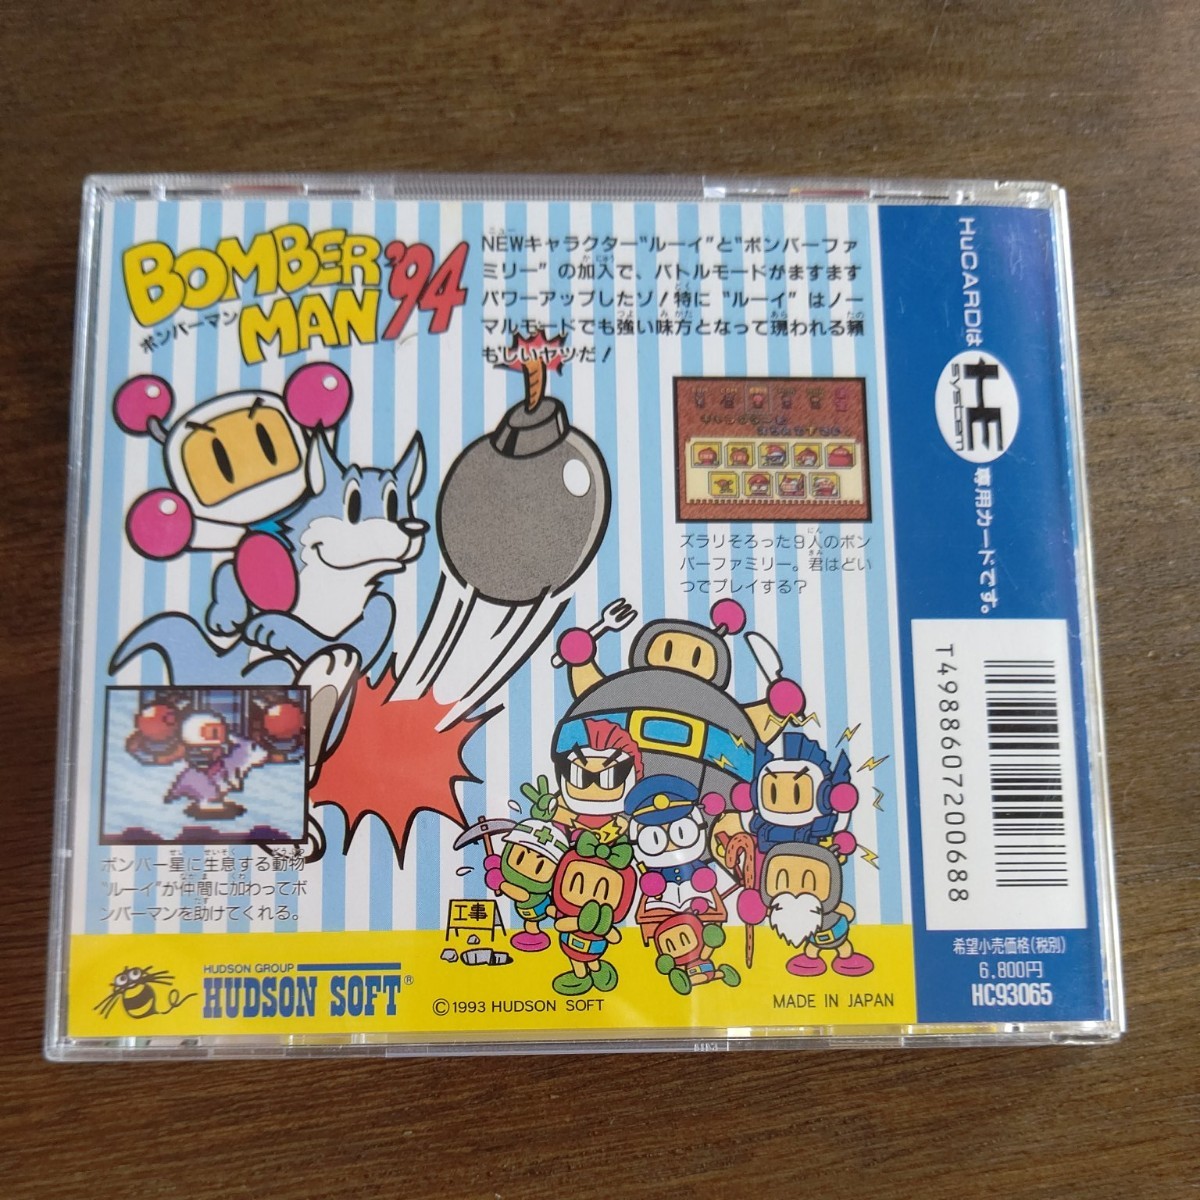 BOMBER
MAN '94
ボンバーマン
NEWキャラクター"ルーイ"と"ボンバーファ
ミリー"の加入で、バトルモードがますます
パワーアップしたゾ!特に"ルーイ"はノー
マルモードでも強い味方となって現われる頼
もしいヤツだ!
ズラリそろった9人のボン
バーファミリー。君はどい
つでプレイする?
ボンバー星に生息する動物
"ルーイ"が仲間に加わってボ
ンバーマンを助けてくれる。
工事
HUDSON GROUP
HUDSON SOFT®
©1993 HUDSON SOFT
MADE IN JAPAN
HuCARDは
HE
system
専用カードです。
T4988607200688
希望小売価格(税別)
6,800円
HC93065